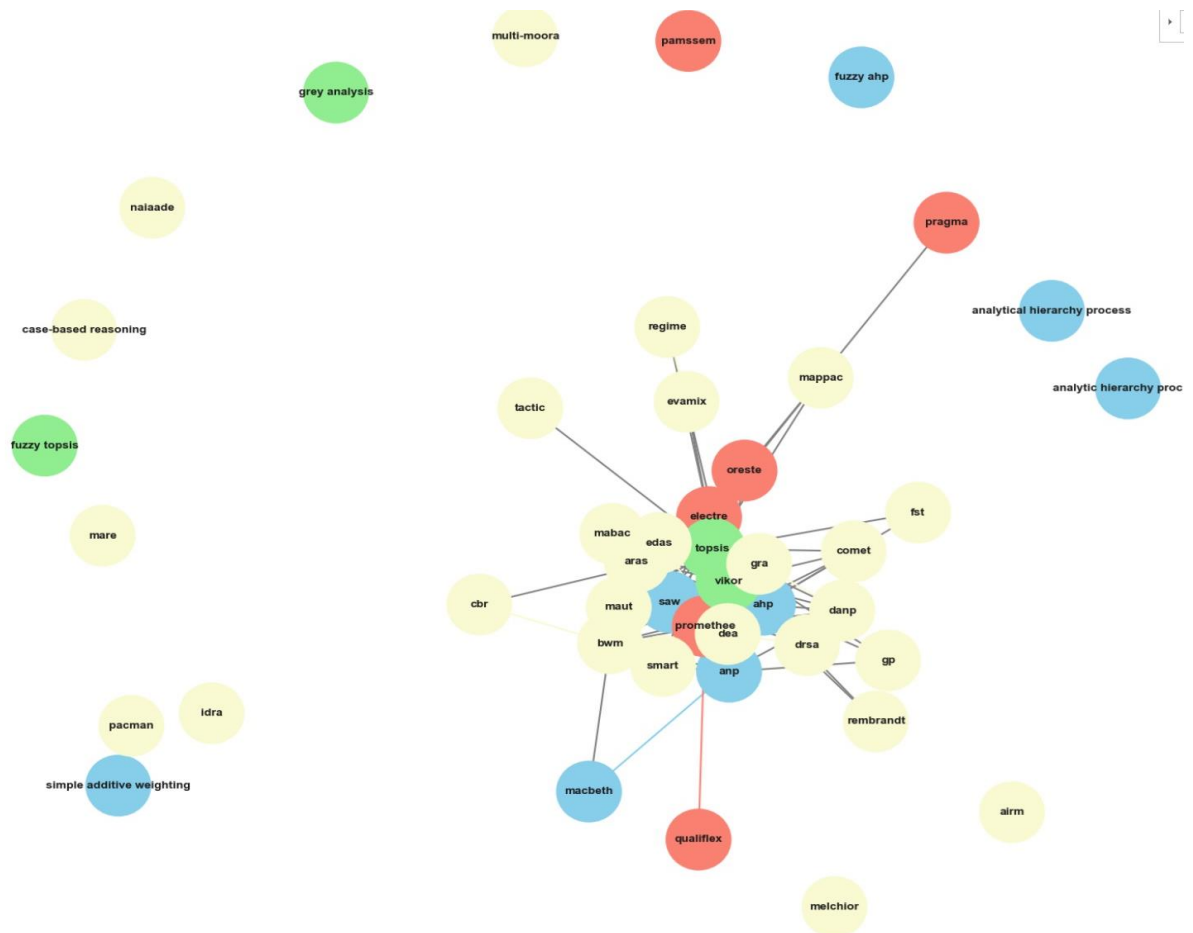 multi-moora
pamssem
fuzzy ahp
grey analysis
naiaade
pragma
analytical hierarchy process
case-based reasoning
regime
mappac
analytic hierarchy proc
evamix
tactic
fuzzy topsis
oreste
fst
electre
mare
mabac
edas
topsis
comet
aras
gra
vikor
cbr
maut
saw
ahp
danp
promethee
dea
bwm
drsa
smart
anp
gp
idra
rembrandt
pacman
simple additive weighting
macbeth
airm
qualiflex
melchior